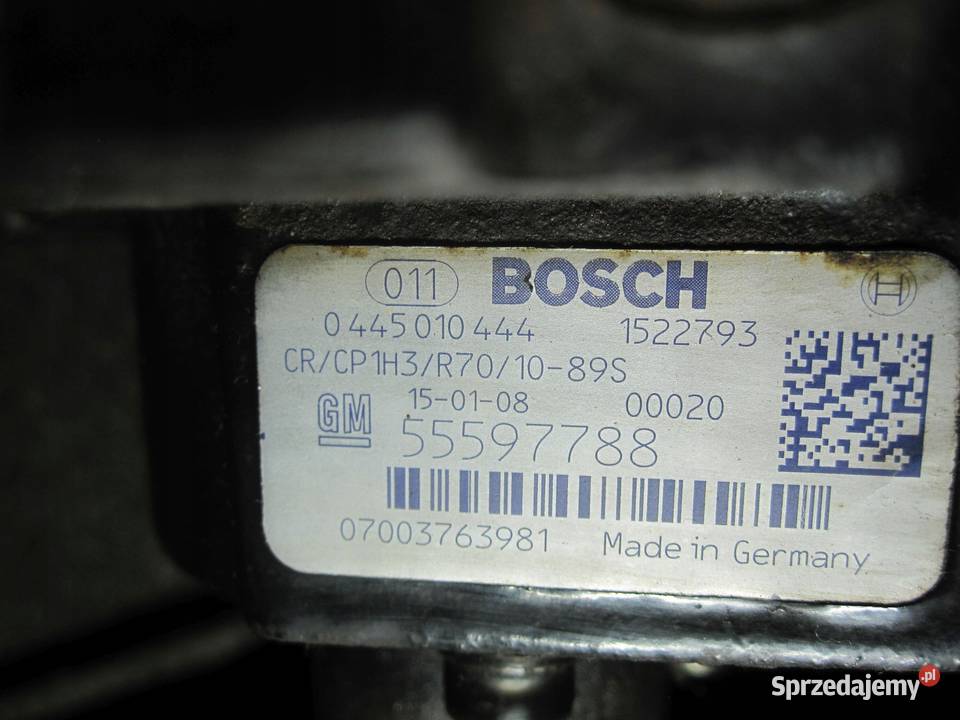 011 BOSCH
0 445 010 444 1522793
CR/CP1H3/R70/10-89S
15-01-08 00020
GM 55597788
07003763981 Made in Germany
Sprzedajemy.pl